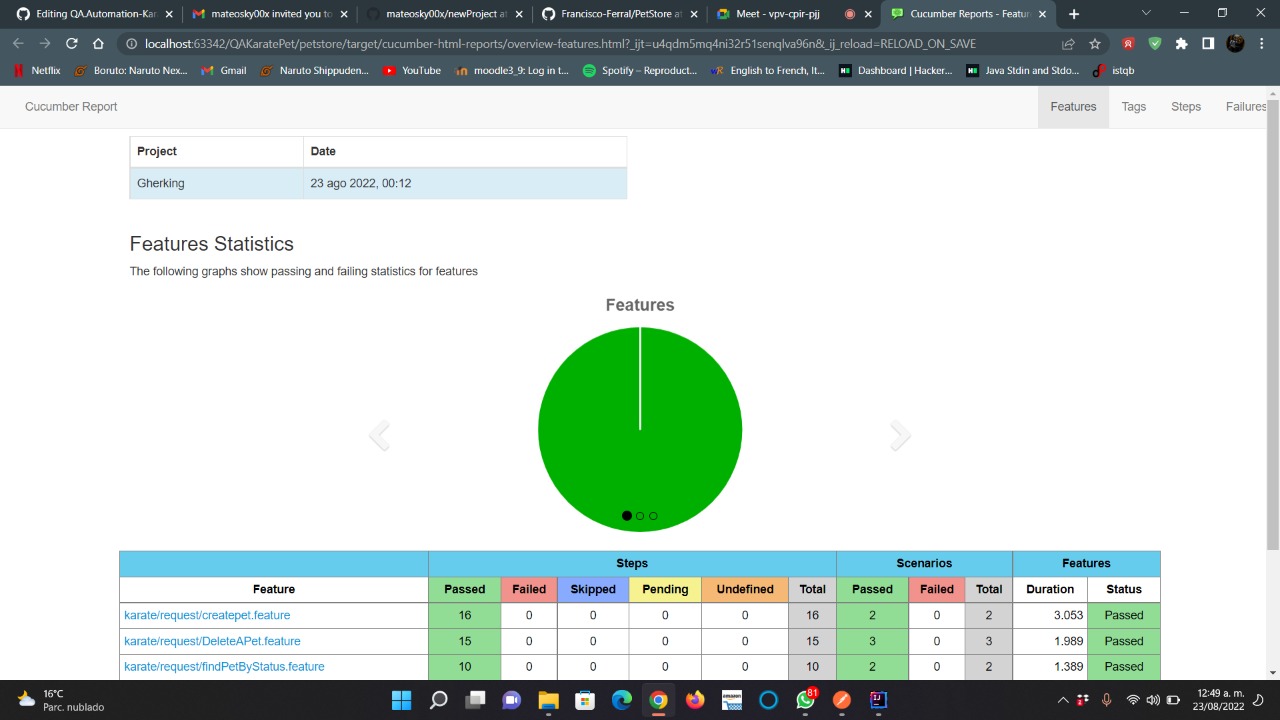 Editing QA.Automation-Kar
mateosky00x invited you to
mateosky00x/newProject at
Francisco-Ferral/PetStore at
Meet - vpv-cpir-pjj
Cucumber Reports - Featur
localhost:63342/QAKaratePet/petstore/target/cucumber-html-reports/overview-features.html?_ijt=u4qdm5mq4ni32r51senqlva96n&_ij_reload=RELOAD_ON_SAVE
Netflix Boruto: Naruto Nex... Gmail Naruto Shippuden... YouTube moodle3_9: Log in t... Spotify – Reproduct... English to French, It... Dashboard | Hacker... Java Stdin and Stdo... istqb
Cucumber Report Features Tags Steps Failures
Project Date
Gherking 23 ago 2022, 00:12
Features Statistics
The following graphs show passing and failing statistics for features
Features
Steps Scenarios Features
Feature Passed Failed Skipped Pending Undefined Total Passed Failed Total Duration Status
karate/request/createpet.feature 16 0 0 0 0 16 2 0 2 3.053 Passed
karate/request/DeleteAPet.feature 15 0 0 0 0 15 3 0 3 1.989 Passed
karate/request/findPetByStatus.feature 10 0 0 0 0 10 2 0 2 1.389 Passed
16°C
Parc. nublado
81
12:49 a. m.
23/08/2022